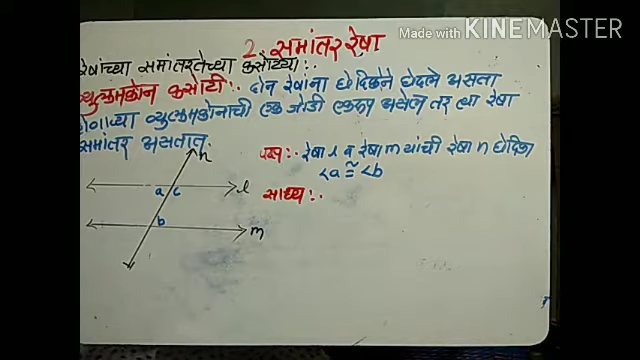 Made with KINEMASTER
2. समांतर रेषा
रेषांच्या समांतरतेच्या कसोट्या :.
व्युत्क्रमकोन कसोटी :. दोन रेषांना छेदिकेने छेदले असता
होणाऱ्या व्युत्क्रमकोनाची एक जोडी एकरूप असेल तर त्या रेषा
समांतर असतात.
पक्ष :. रेषा l व रेषा m यांची रेषा n छेदिका
<a ≅ <b
साध्य :.
n
a c l
b m